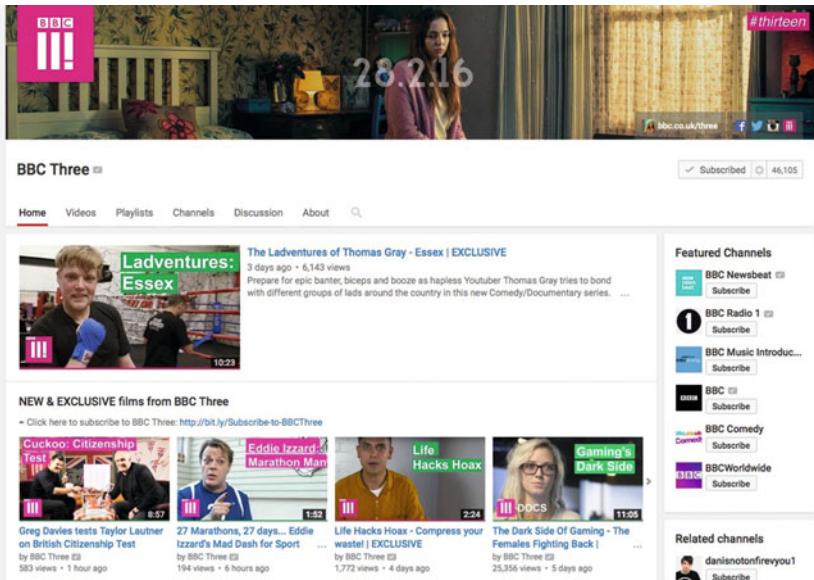 BBC
#thirteen
28.2.16
bbc.co.uk/three
BBC Three
Subscribed 46,105
Home Videos Playlists Channels Discussion About
Ladventures:
Essex
10:23
The Ladventures of Thomas Gray - Essex | EXCLUSIVE
3 days ago • 6,143 views
Prepare for epic banter, biceps and booze as hapless Youtuber Thomas Gray tries to bond
with different groups of lads around the country in this new Comedy/Documentary series. ...
NEW & EXCLUSIVE films from BBC Three
- Click here to subscribe to BBC Three: http://bit.ly/Subscribe-to-BBCThree
Cuckoo: Citizenship
Test
8:57
Greg Davies tests Taylor Lautner
on British Citizenship Test
by BBC Three
583 views • 1 hour ago
Eddie Izzard:
Marathon Man
1:52
27 Marathons, 27 days... Eddie
Izzard's Mad Dash for Sport ...
by BBC Three
194 views • 6 hours ago
Life
Hacks Hoax
2:24
Life Hacks Hoax - Compress your
waste! | EXCLUSIVE
by BBC Three
1,772 views • 4 days ago
Gaming's
Dark Side
DOCS
11:05
The Dark Side Of Gaming - The
Females Fighting Back | ...
by BBC Three
25,356 views • 5 days ago
Featured Channels
BBC Newsbeat
Subscribe
1
BBC Radio 1
Subscribe
BBC Music Introduc...
Subscribe
BBC
BBC
Subscribe
Comedy
BBC Comedy
Subscribe
BBC
BBCWorldwide
Subscribe
Related channels
danisnotonfirevyou1
Subscribe